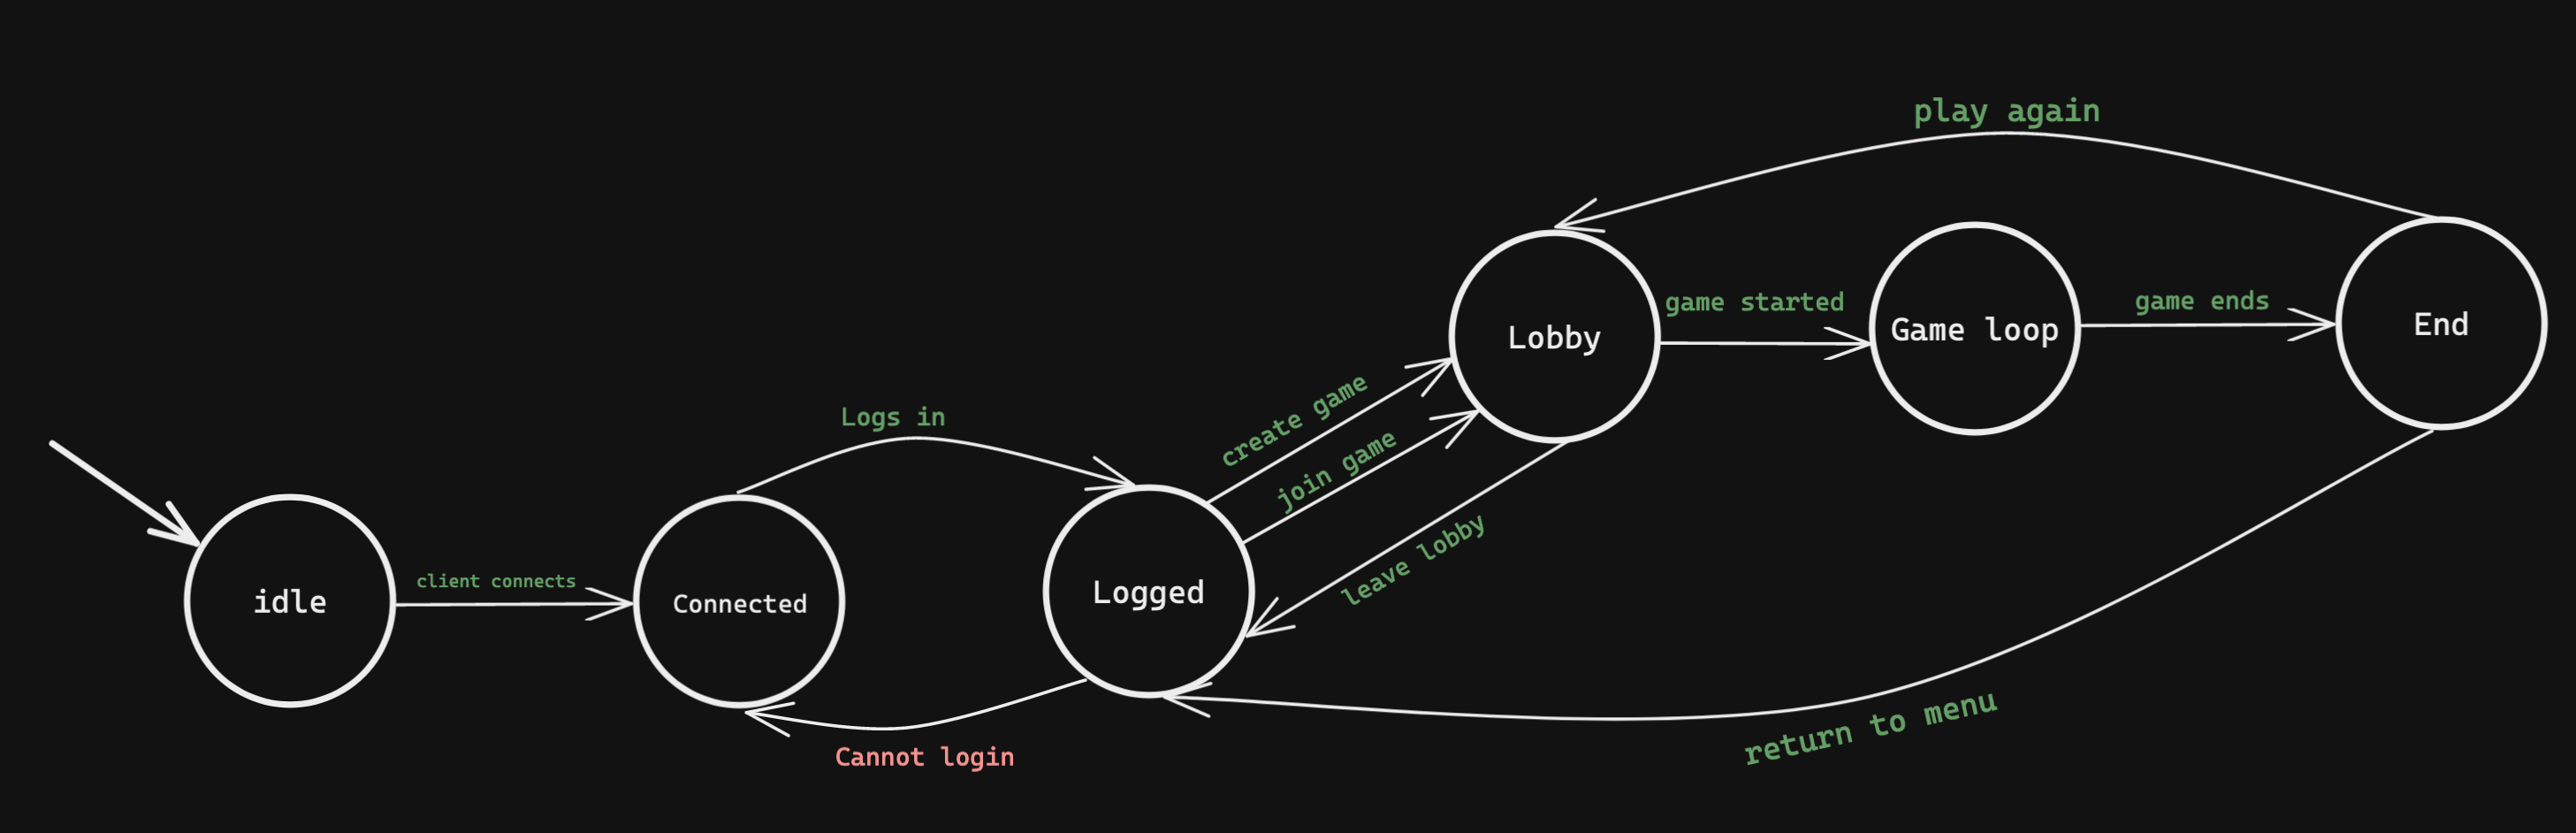 play again
game started
game ends
Lobby
Game loop
End
create game
join game
Logs in
leave lobby
client connects
idle
Connected
Logged
return to menu
Cannot login